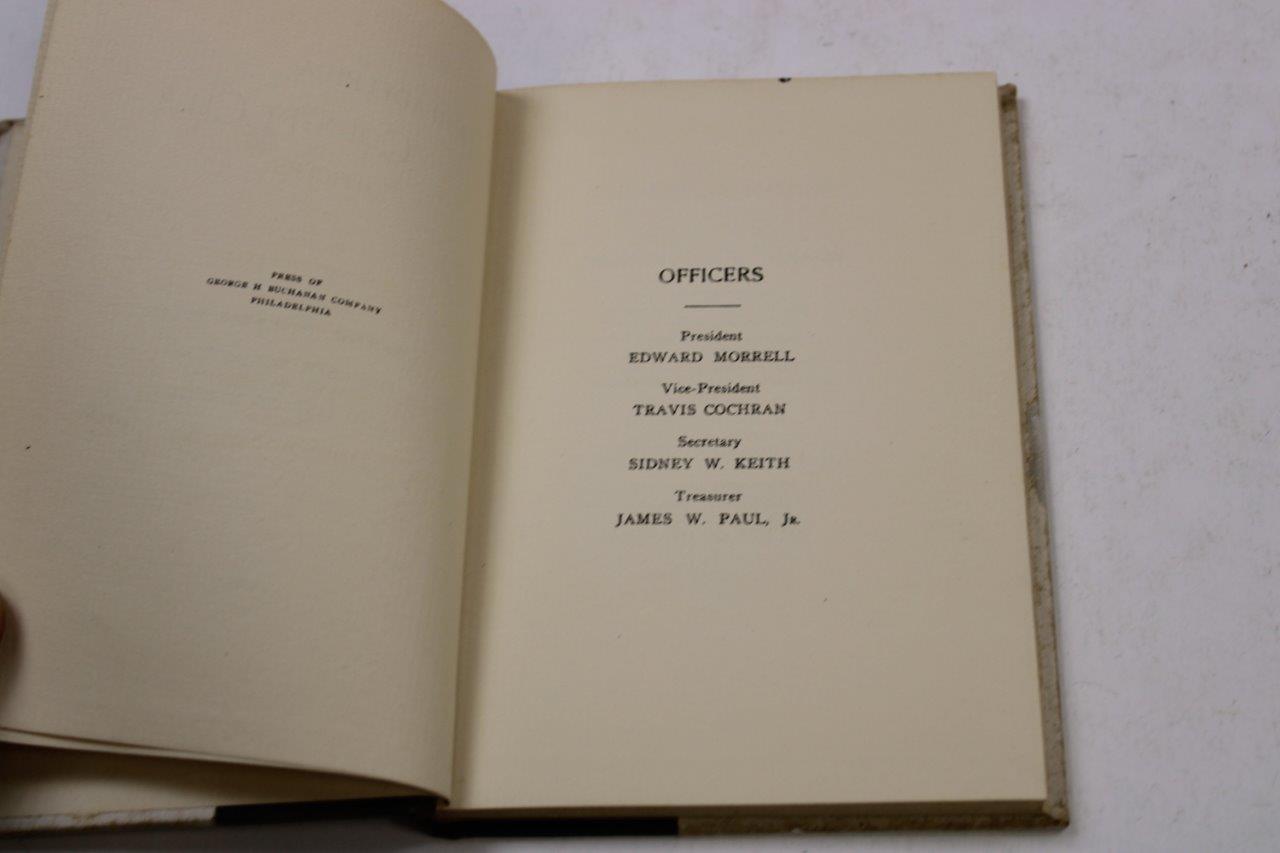 PRESS OF
GEORGE H BUCHANAN COMPANY
PHILADELPHIA
OFFICERS
President
EDWARD MORRELL
Vice-President
TRAVIS COCHRAN
Secretary
SIDNEY W. KEITH
Treasurer
JAMES W. PAUL, JR.